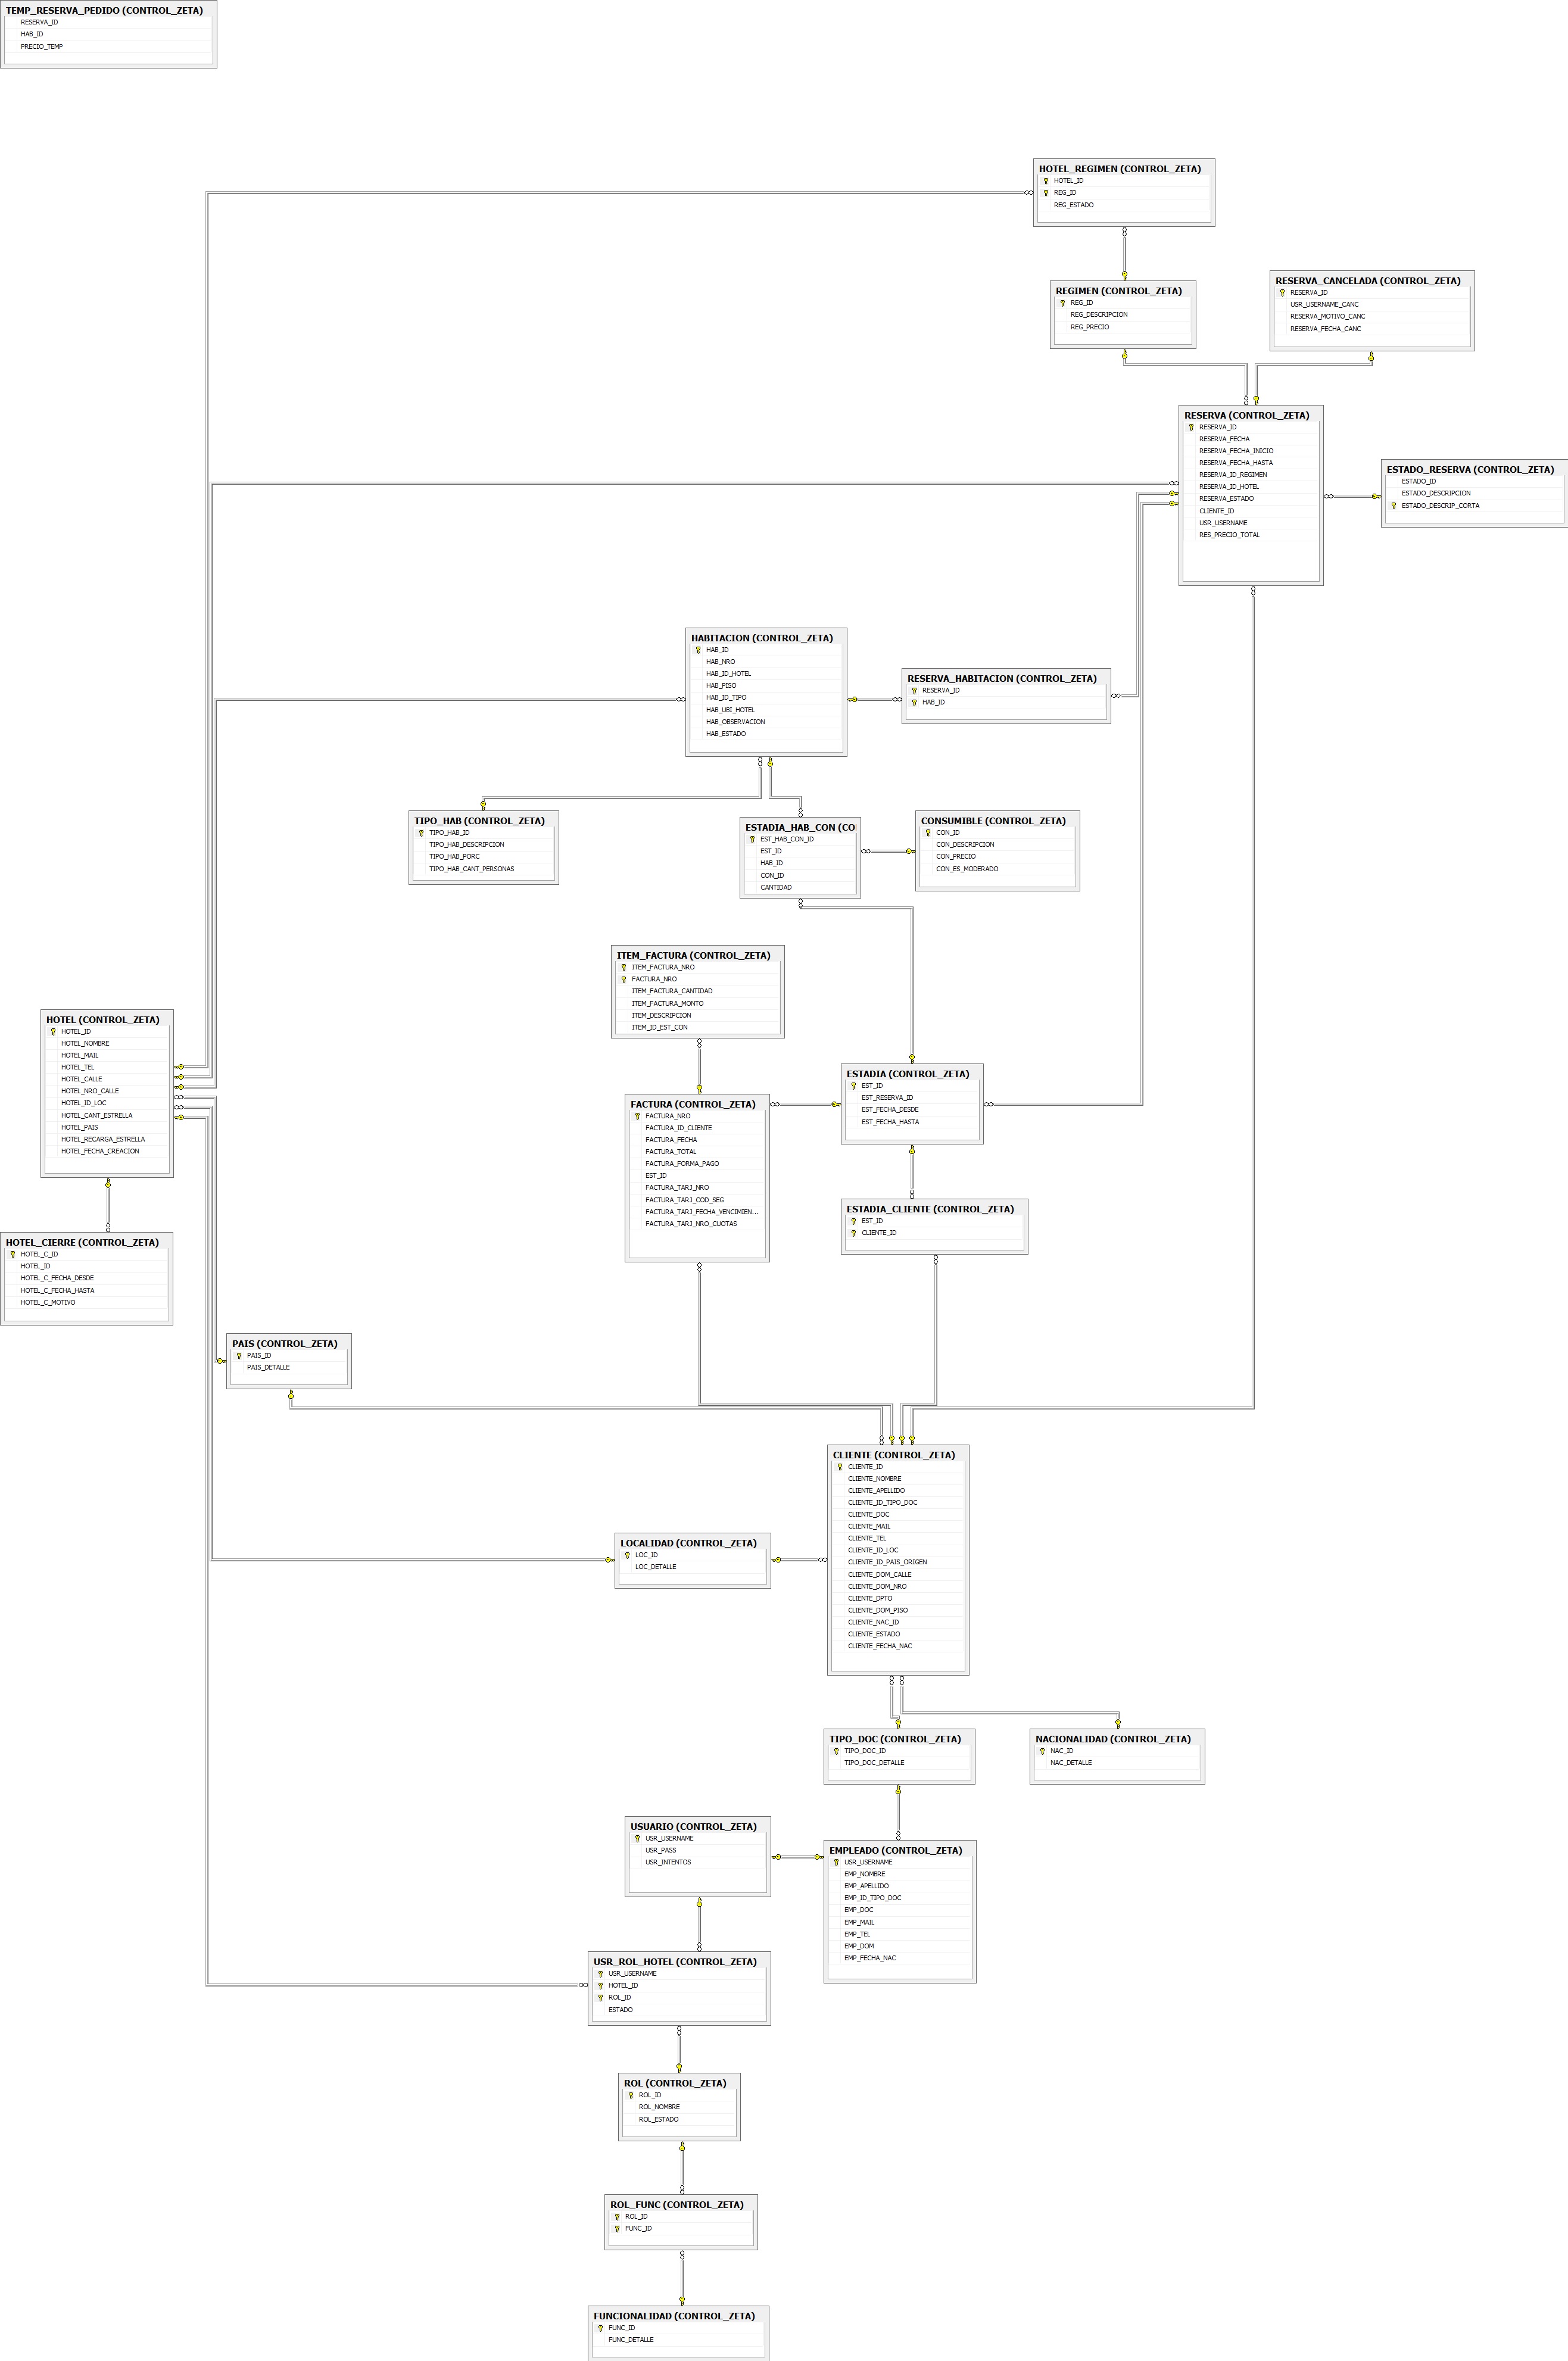 TEMP_RESERVA_PEDIDO (CONTROL_ZETA)
RESERVA_ID
HAB_ID
PRECIO_TEMP
HOTEL_REGIMEN (CONTROL_ZETA)
HOTEL_ID
REG_ID
REG_ESTADO
REGIMEN (CONTROL_ZETA)
REG_ID
REG_DESCRIPCION
REG_PRECIO
RESERVA_CANCELADA (CONTROL_ZETA)
RESERVA_ID
USR_USERNAME_CANC
RESERVA_MOTIVO_CANC
RESERVA_FECHA_CANC
RESERVA (CONTROL_ZETA)
RESERVA_ID
RESERVA_FECHA
RESERVA_FECHA_INICIO
RESERVA_FECHA_HASTA
RESERVA_ID_REGIMEN
RESERVA_ID_HOTEL
RESERVA_ESTADO
CLIENTE_ID
USR_USERNAME
RES_PRECIO_TOTAL
ESTADO_RESERVA (CONTROL_ZETA)
ESTADO_ID
ESTADO_DESCRIPCION
ESTADO_DESCRIP_CORTA
HABITACION (CONTROL_ZETA)
HAB_ID
HAB_NRO
HAB_ID_HOTEL
HAB_PISO
HAB_ID_TIPO
HAB_UBI_HOTEL
HAB_OBSERVACION
HAB_ESTADO
RESERVA_HABITACION (CONTROL_ZETA)
RESERVA_ID
HAB_ID
TIPO_HAB (CONTROL_ZETA)
TIPO_HAB_ID
TIPO_HAB_DESCRIPCION
TIPO_HAB_PORC
TIPO_HAB_CANT_PERSONAS
ESTADIA_HAB_CON (CO
EST_HAB_CON_ID
EST_ID
HAB_ID
CON_ID
CANTIDAD
CONSUMIBLE (CONTROL_ZETA)
CON_ID
CON_DESCRIPCION
CON_PRECIO
CON_ES_MODERADO
ITEM_FACTURA (CONTROL_ZETA)
ITEM_FACTURA_NRO
FACTURA_NRO
ITEM_FACTURA_CANTIDAD
ITEM_FACTURA_MONTO
ITEM_DESCRIPCION
ITEM_ID_EST_CON
HOTEL (CONTROL_ZETA)
HOTEL_ID
HOTEL_NOMBRE
HOTEL_MAIL
HOTEL_TEL
HOTEL_CALLE
HOTEL_NRO_CALLE
HOTEL_ID_LOC
HOTEL_CANT_ESTRELLA
HOTEL_PAIS
HOTEL_RECARGA_ESTRELLA
HOTEL_FECHA_CREACION
ESTADIA (CONTROL_ZETA)
EST_ID
EST_RESERVA_ID
EST_FECHA_DESDE
EST_FECHA_HASTA
FACTURA (CONTROL_ZETA)
FACTURA_NRO
FACTURA_ID_CLIENTE
FACTURA_FECHA
FACTURA_TOTAL
FACTURA_FORMA_PAGO
EST_ID
FACTURA_TARJ_NRO
FACTURA_TARJ_COD_SEG
FACTURA_TARJ_FECHA_VENCIMIEN...
FACTURA_TARJ_NRO_CUOTAS
ESTADIA_CLIENTE (CONTROL_ZETA)
EST_ID
CLIENTE_ID
HOTEL_CIERRE (CONTROL_ZETA)
HOTEL_C_ID
HOTEL_ID
HOTEL_C_FECHA_DESDE
HOTEL_C_FECHA_HASTA
HOTEL_C_MOTIVO
PAIS (CONTROL_ZETA)
PAIS_ID
PAIS_DETALLE
CLIENTE (CONTROL_ZETA)
CLIENTE_ID
CLIENTE_NOMBRE
CLIENTE_APELLIDO
CLIENTE_ID_TIPO_DOC
CLIENTE_DOC
CLIENTE_MAIL
CLIENTE_TEL
CLIENTE_ID_LOC
CLIENTE_ID_PAIS_ORIGEN
CLIENTE_DOM_CALLE
CLIENTE_DOM_NRO
CLIENTE_DPTO
CLIENTE_DOM_PISO
CLIENTE_NAC_ID
CLIENTE_ESTADO
CLIENTE_FECHA_NAC
LOCALIDAD (CONTROL_ZETA)
LOC_ID
LOC_DETALLE
TIPO_DOC (CONTROL_ZETA)
TIPO_DOC_ID
TIPO_DOC_DETALLE
NACIONALIDAD (CONTROL_ZETA)
NAC_ID
NAC_DETALLE
USUARIO (CONTROL_ZETA)
USR_USERNAME
USR_PASS
USR_INTENTOS
EMPLEADO (CONTROL_ZETA)
USR_USERNAME
EMP_NOMBRE
EMP_APELLIDO
EMP_ID_TIPO_DOC
EMP_DOC
EMP_MAIL
EMP_TEL
EMP_DOM
EMP_FECHA_NAC
USR_ROL_HOTEL (CONTROL_ZETA)
USR_USERNAME
HOTEL_ID
ROL_ID
ESTADO
ROL (CONTROL_ZETA)
ROL_ID
ROL_NOMBRE
ROL_ESTADO
ROL_FUNC (CONTROL_ZETA)
ROL_ID
FUNC_ID
FUNCIONALIDAD (CONTROL_ZETA)
FUNC_ID
FUNC_DETALLE